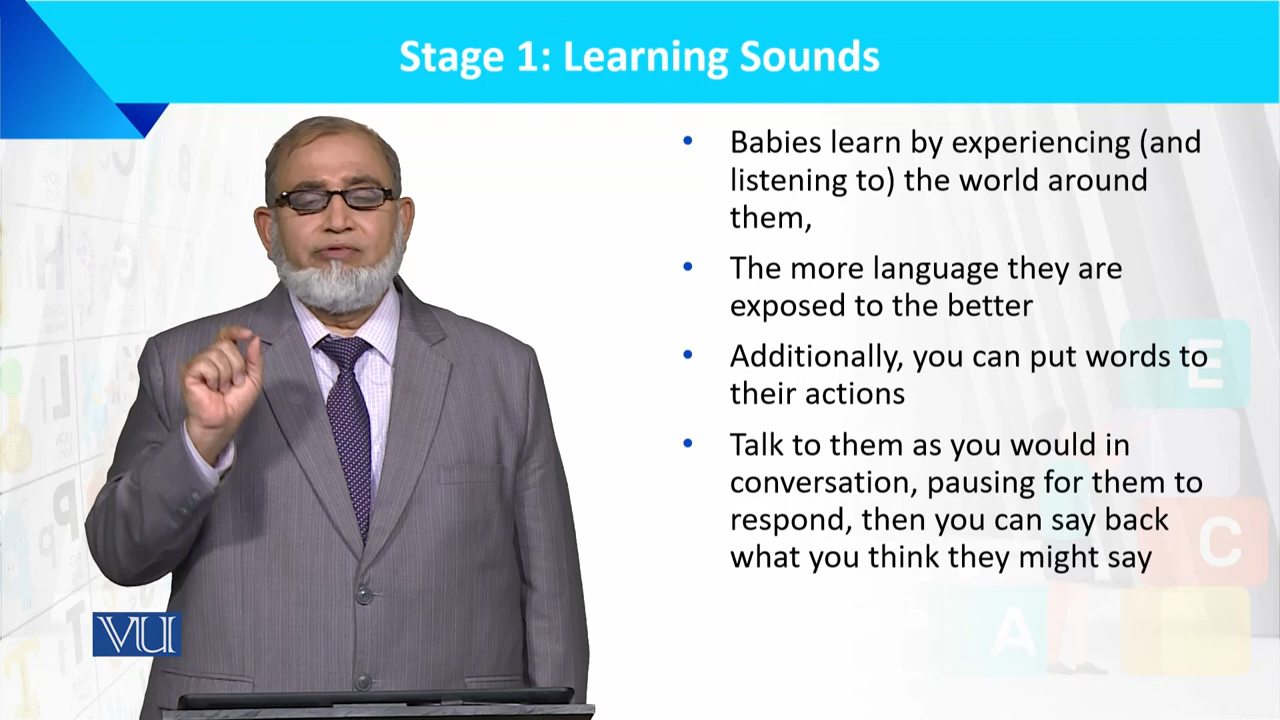 Stage 1: Learning Sounds
• Babies learn by experiencing (and
listening to) the world around
them,
• The more language they are
exposed to the better
• Additionally, you can put words to
their actions
• Talk to them as you would in
conversation, pausing for them to
respond, then you can say back
what you think they might say
VU
E
C
A